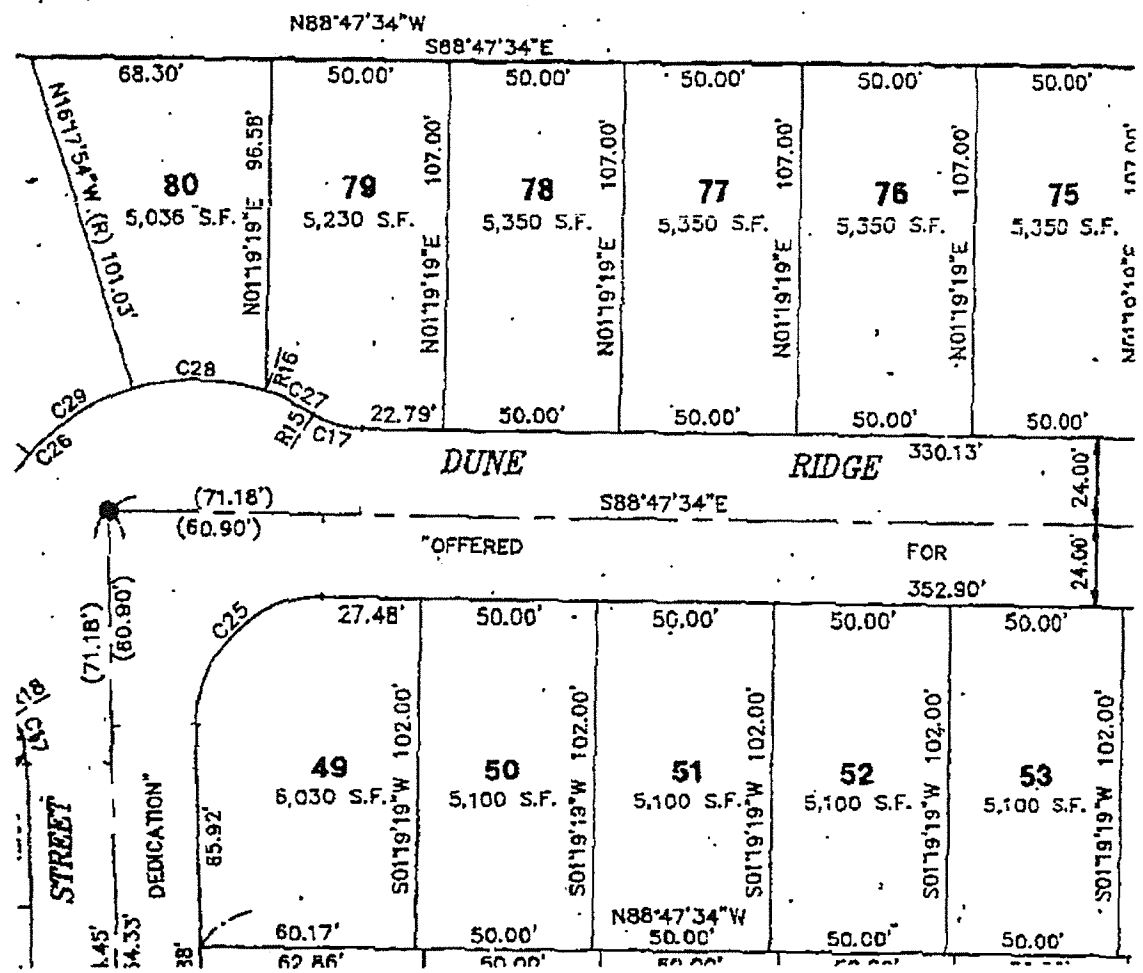 N88°47'34"W
S88°47'34"E
68.30' 50.00' 50.00' 50.00' 50.00' 50.00'
N16°17'54"W (R) 101.03'
N01°19'19"E 96.58'
N01°19'19"E 107.00'
N01°19'19"E 107.00'
N01°19'19"E 107.00'
N01°19'19"E 107.00'
107.00'
80 79 78 77 76 75
5,036 S.F. 5,230 S.F. 5,350 S.F. 5,350 S.F. 5,350 S.F. 5,350 S.F.
C28
R16
C29
C27
C26
R15
C17
22.79' 50.00' 50.00' 50.00'
DUNE RIDGE 330.13'
24.00'
(71.18')
S88°47'34"E
(60.90')
"OFFERED FOR
24.00'
352.90'
(71.18')
(60.90')
C25
27.48' 50.00' 50.00' 50.00' 50.00'
S01°19'19"W 102.00'
S01°19'19"W 102.00'
S01°19'19"W 102.00'
S01°19'19"W 102.00'
S01°19'19"W 102.00'
49 50 51 52 53
6,030 S.F. 5,100 S.F. 5,100 S.F. 5,100 S.F. 5,100 S.F.
STREET
DEDICATION"
85.92'
N88°47'34"W
60.17' 50.00' 50.00' 50.00' 50.00'
62.86' 50.00' 50.00'